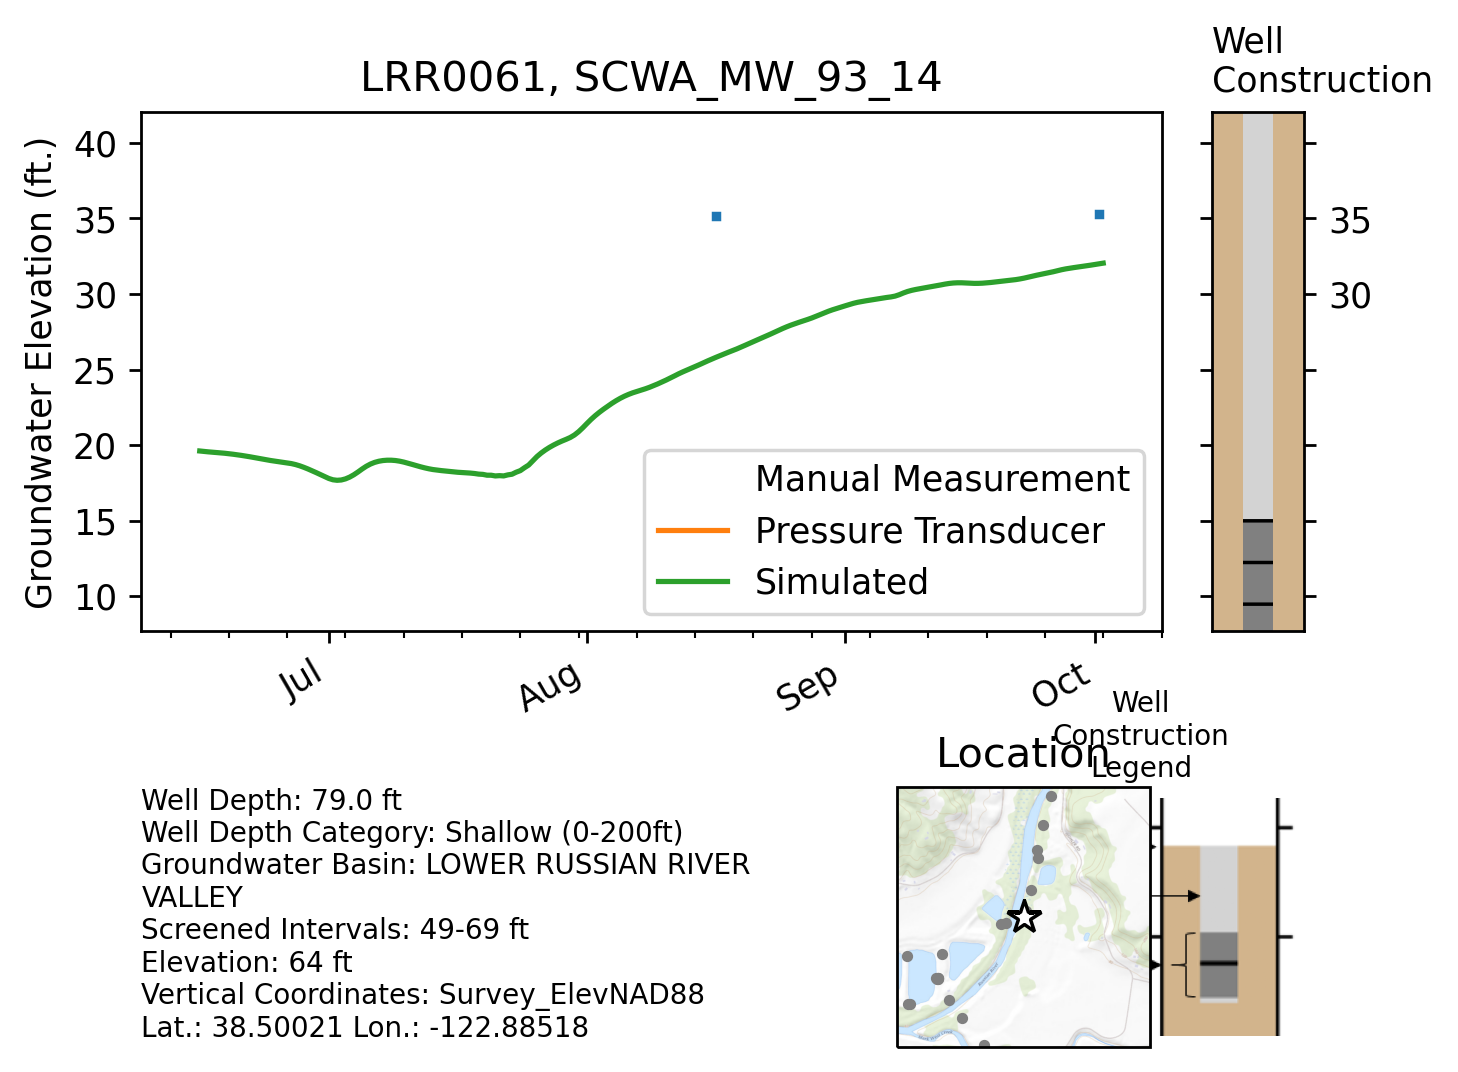 Well
Construction
LRR0061, SCWA_MW_93_14
Groundwater Elevation (ft.)
40
35
30
25
20
15
10
35
30
Manual Measurement
Pressure Transducer
Simulated
Jul
Aug
Sep
Oct
Well
Construction
Legend
Location
Well Depth: 79.0 ft
Well Depth Category: Shallow (0-200ft)
Groundwater Basin: LOWER RUSSIAN RIVER
VALLEY
Screened Intervals: 49-69 ft
Elevation: 64 ft
Vertical Coordinates: Survey_ElevNAD88
Lat.: 38.50021 Lon.: -122.88518